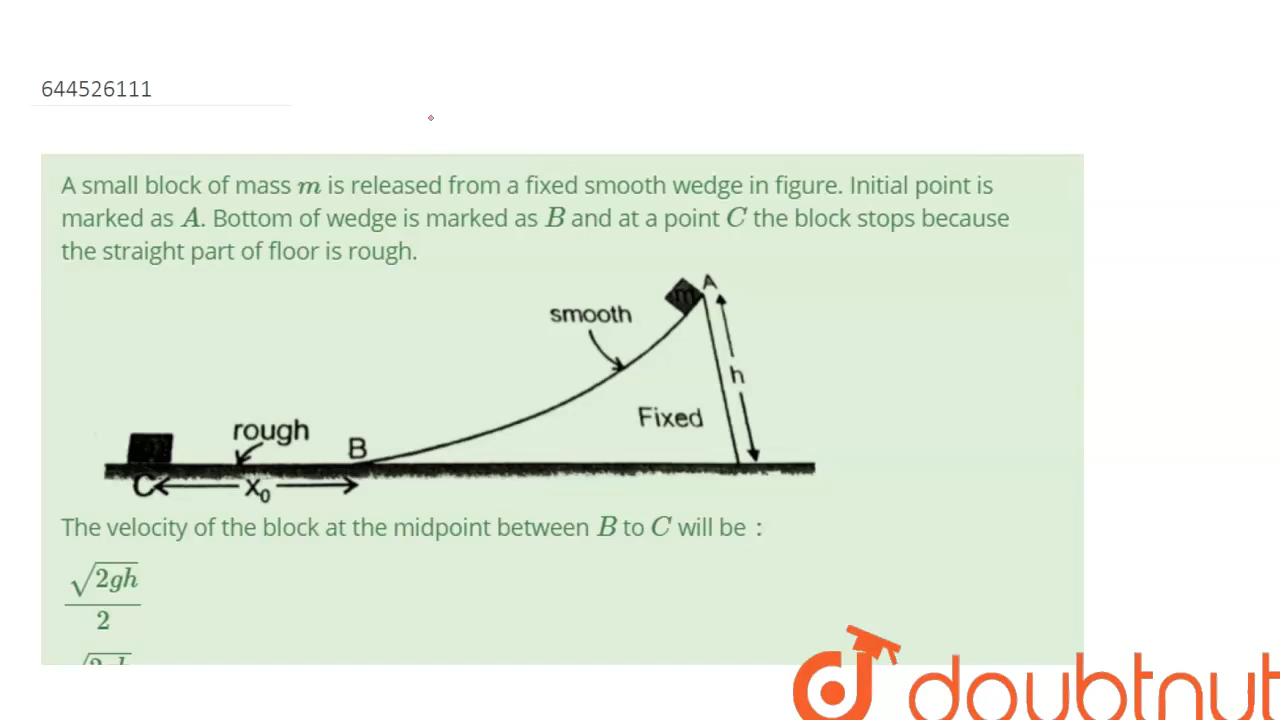 644526111
A small block of mass m is released from a fixed smooth wedge in figure. Initial point is
marked as A. Bottom of wedge is marked as B and at a point C the block stops because
the straight part of floor is rough.
m A
smooth
h
Fixed
rough B
C x₀
The velocity of the block at the midpoint between B to C will be :
√2gh
2
doubtnut